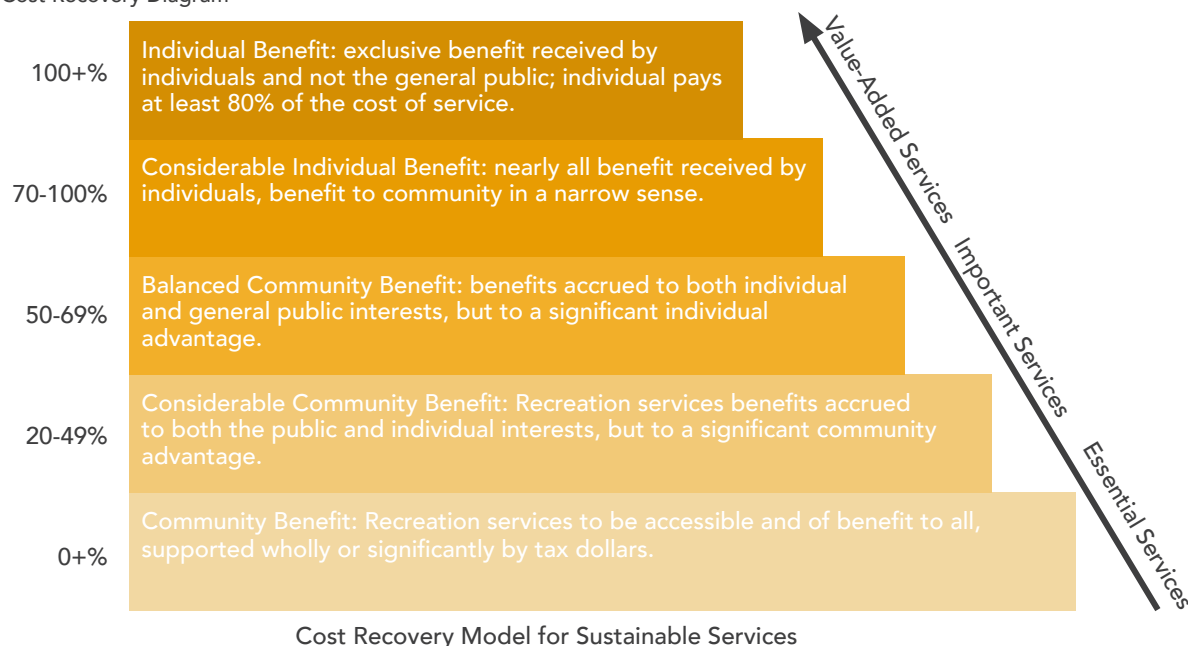 Cost Recovery Diagram
100+%
Individual Benefit: exclusive benefit received by
individuals and not the general public; individual pays
at least 80% of the cost of service.
70-100%
Considerable Individual Benefit: nearly all benefit received by
individuals, benefit to community in a narrow sense.
50-69%
Balanced Community Benefit: benefits accrued to both individual
and general public interests, but to a significant individual
advantage.
20-49%
Considerable Community Benefit: Recreation services benefits accrued
to both the public and individual interests, but to a significant community
advantage.
0+%
Community Benefit: Recreation services to be accessible and of benefit to all,
supported wholly or significantly by tax dollars.
Value-Added Services
Important Services
Essential Services
Cost Recovery Model for Sustainable Services